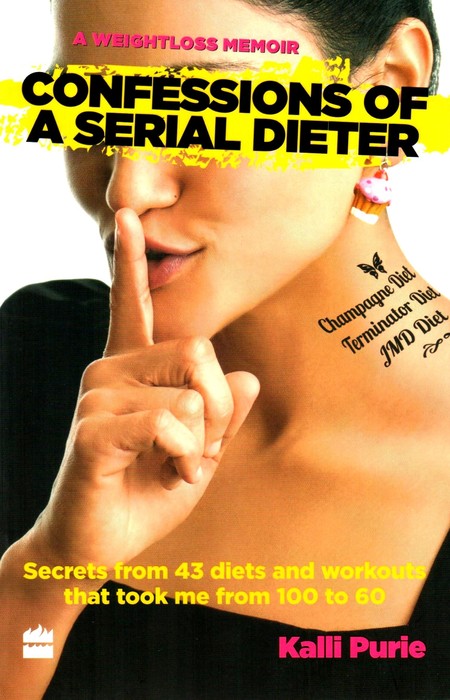 A WEIGHTLOSS MEMOIR
CONFESSIONS OF
A SERIAL DIETER
Champagne Diet
Terminator Diet
JMD Diet
Secrets from 43 diets and workouts
that took me from 100 to 60
Kalli Purie